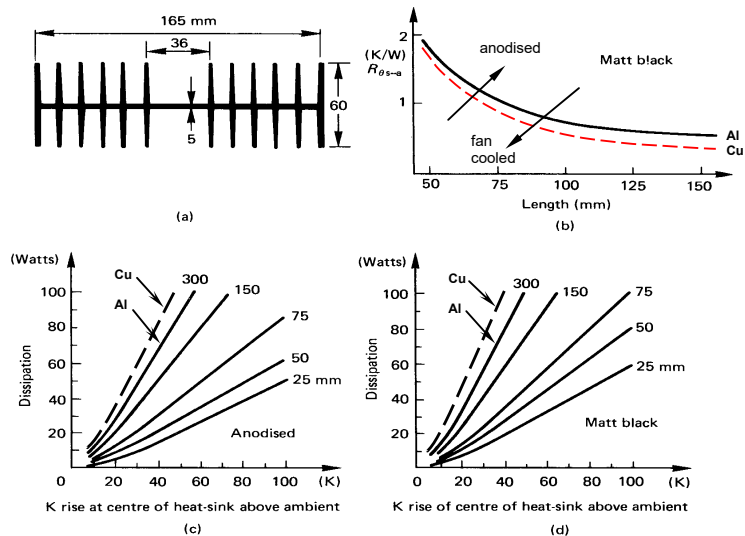 165 mm
36
60
5
(a)
2
(K/W)
Rθs–a
1
anodised
Matt black
fan
cooled
Al
Cu
50 75 100 125 150
Length (mm)
(b)
(Watts)
Cu
Al
300
150
75
50
25 mm
100
80
60
40
20
Dissipation
Anodised
0 20 40 60 80 100 (K)
K rise at centre of heat-sink above ambient
(c)
(Watts)
Cu
Al
300
150
75
50
25 mm
100
80
60
40
20
Dissipation
Matt black
0 20 40 60 80 100 (K)
K rise of centre of heat-sink above ambient
(d)